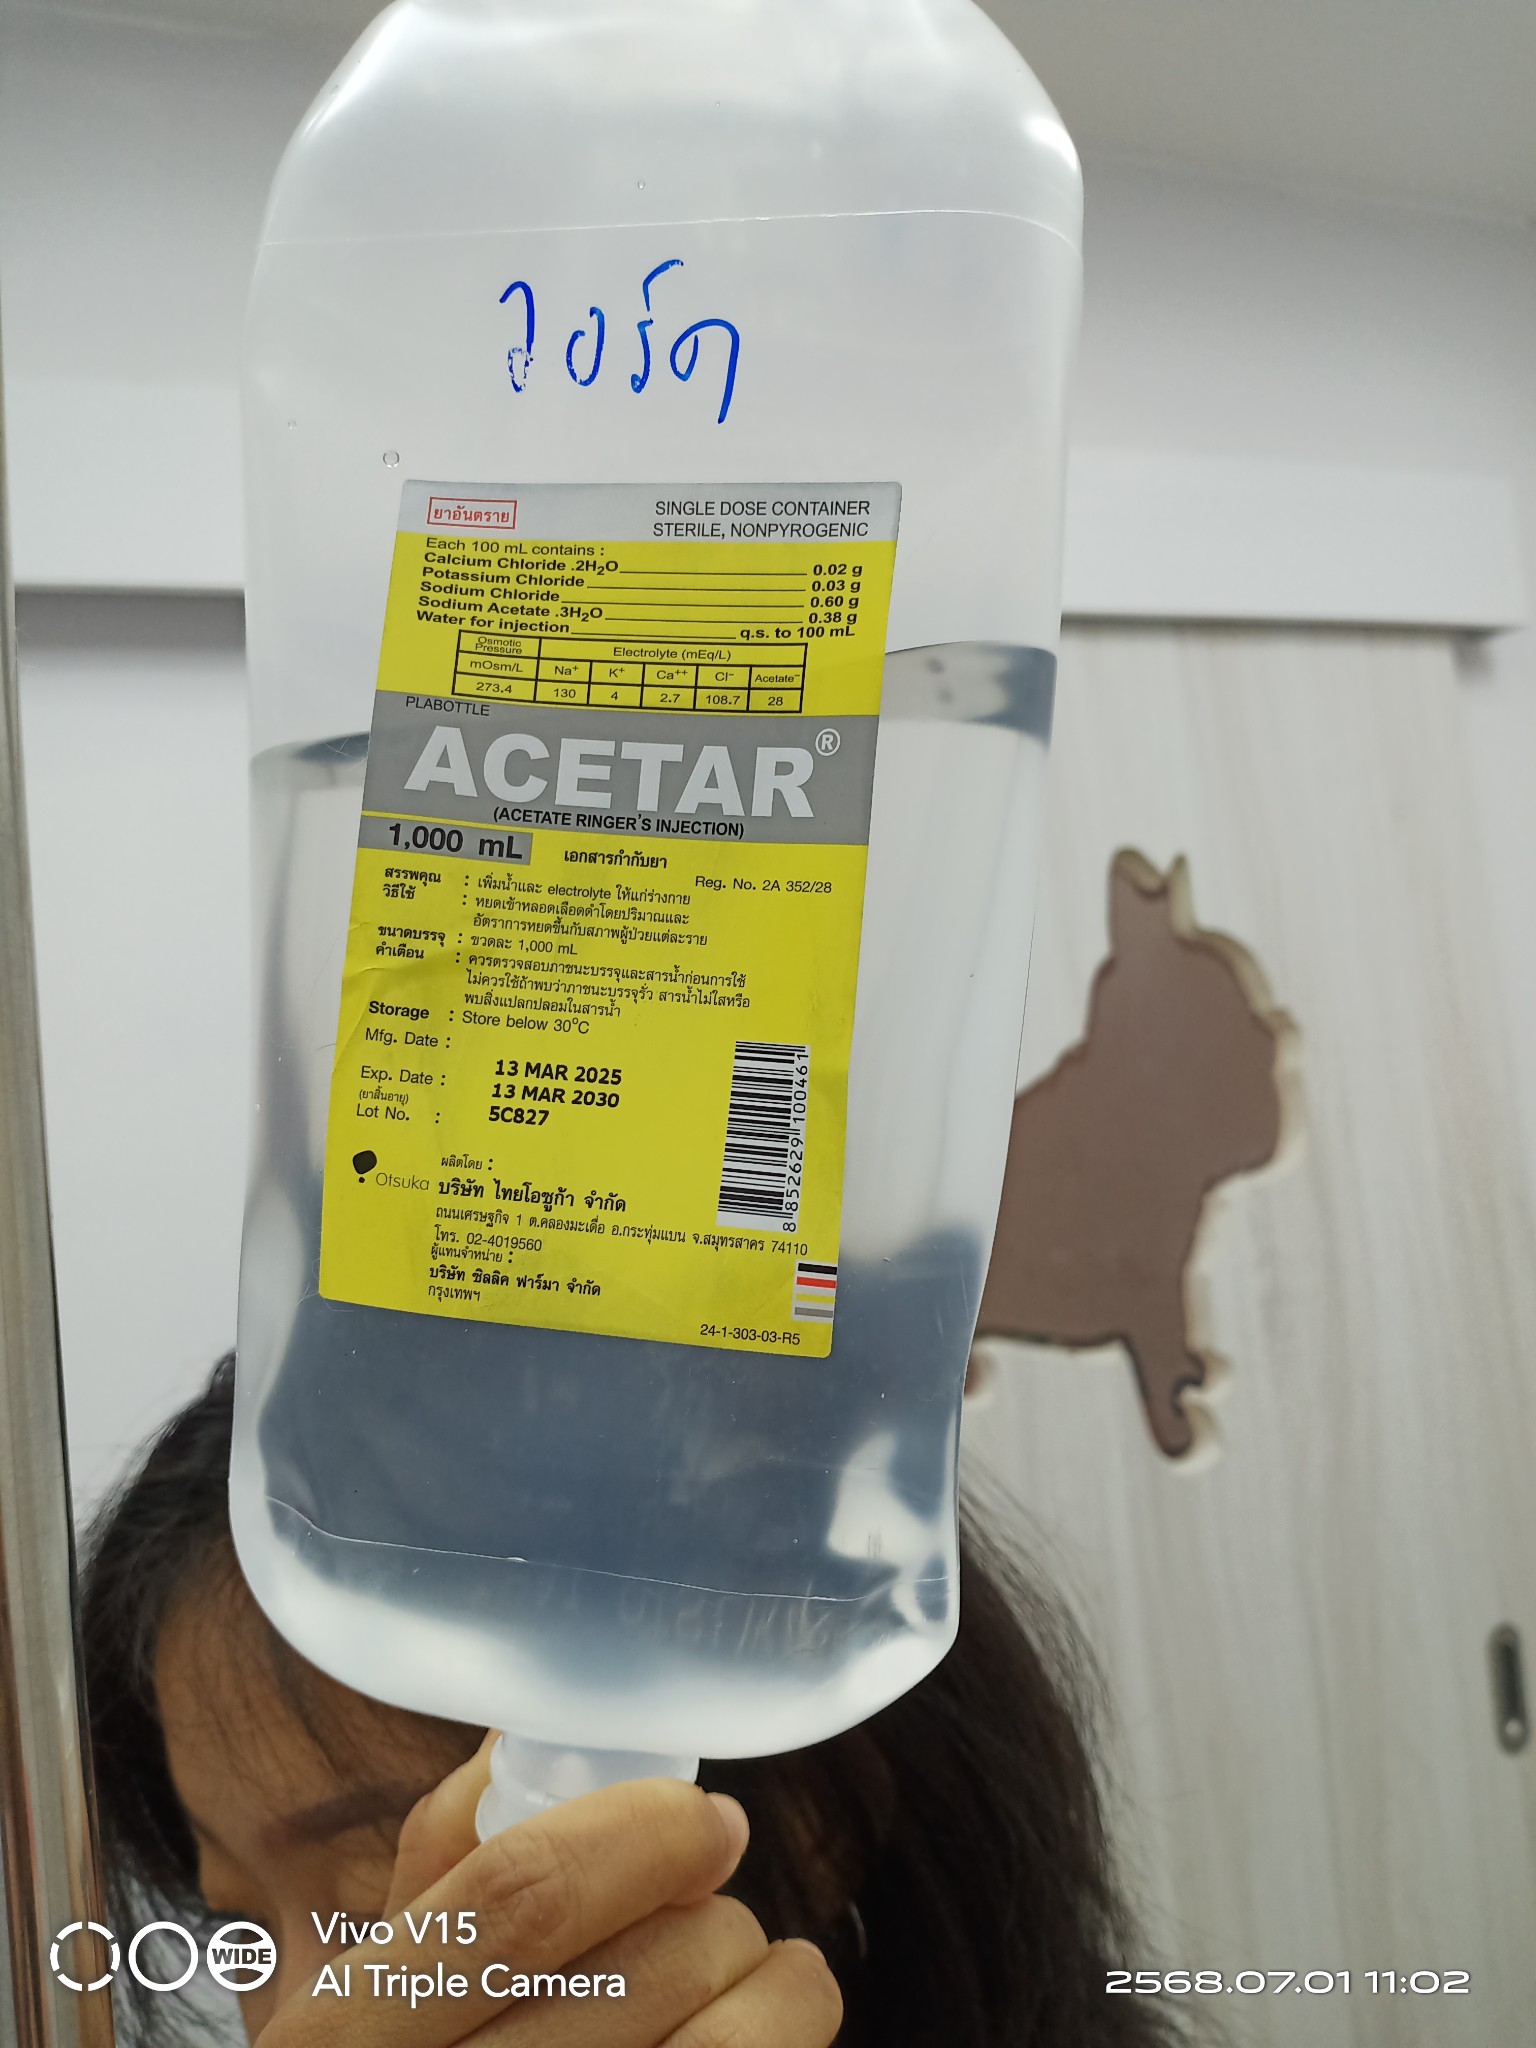 จอร์ด
ยาอันตราย
SINGLE DOSE CONTAINER
STERILE, NONPYROGENIC
Each 100 mL contains :
Calcium Chloride .2H₂O 0.02 g
Potassium Chloride 0.03 g
Sodium Chloride 0.60 g
Sodium Acetate .3H₂O 0.38 g
Water for injection q.s. to 100 mL
Osmotic Pressure Electrolyte (mEq/L)
mOsm/L Na⁺ K⁺ Ca⁺⁺ Cl⁻ Acetate⁻
273.4 130 4 2.7 108.7 28
PLABOTTLE
ACETAR®
(ACETATE RINGER'S INJECTION)
1,000 mL เอกสารกำกับยา
Reg. No. 2A 352/28
สรรพคุณ : เพิ่มน้ำและ electrolyte ให้แก่ร่างกาย
วิธีใช้ : หยดเข้าหลอดเลือดดำโดยปริมาณและ
อัตราการหยดขึ้นกับสภาพผู้ป่วยแต่ละราย
ขนาดบรรจุ : ขวดละ 1,000 mL
คำเตือน : ควรตรวจสอบภาชนะบรรจุและสารน้ำก่อนการใช้
ไม่ควรใช้ถ้าพบว่าภาชนะบรรจุรั่ว สารน้ำไม่ใสหรือ
พบสิ่งแปลกปลอมในสารน้ำ
Storage : Store below 30°C
Mfg. Date : 13 MAR 2025
Exp. Date : 13 MAR 2030
(ยาสิ้นอายุ)
Lot No. : 5C827
8852629100461
ผลิตโดย :
Otsuka บริษัท ไทยโอซูก้า จำกัด
ถนนเศรษฐกิจ 1 ต.คลองมะเดื่อ อ.กระทุ่มแบน จ.สมุทรสาคร 74110
โทร. 02-4019560
ผู้แทนจำหน่าย :
บริษัท ซิลลิค ฟาร์มา จำกัด
กรุงเทพฯ
24-1-303-03-R5
WIDE
Vivo V15
AI Triple Camera
2568.07.01 11:02